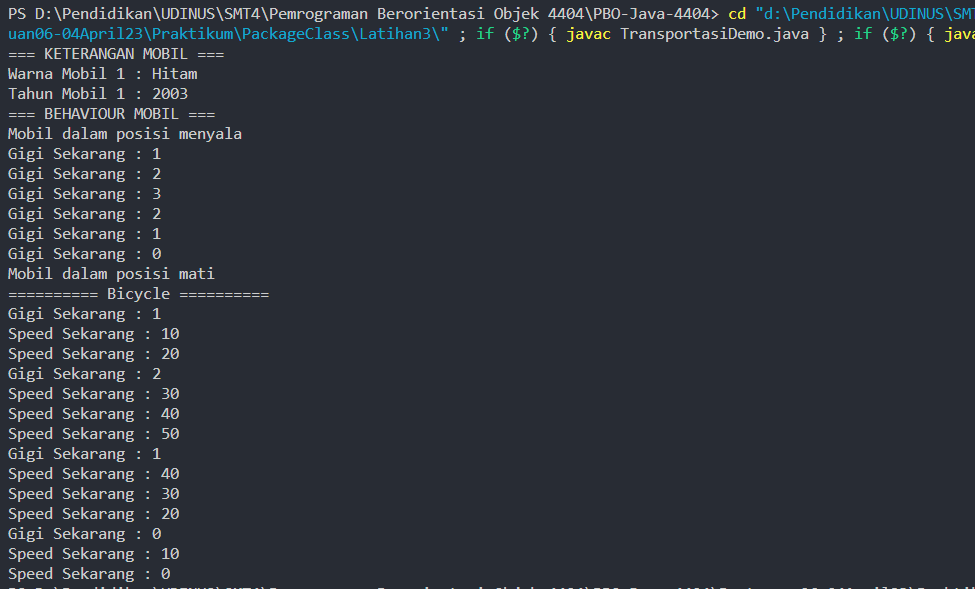 PS D:\Pendidikan\UDINUS\SMT4\Pemrograman Berorientasi Objek 4404\PBO-Java-4404> cd "d:\Pendidikan\UDINUS\SMT
uan06-04April23\Praktikum\PackageClass\Latihan3\" ; if ($?) { javac TransportasiDemo.java } ; if ($?) { java
=== KETERANGAN MOBIL ===
Warna Mobil 1 : Hitam
Tahun Mobil 1 : 2003
=== BEHAVIOUR MOBIL ===
Mobil dalam posisi menyala
Gigi Sekarang : 1
Gigi Sekarang : 2
Gigi Sekarang : 3
Gigi Sekarang : 2
Gigi Sekarang : 1
Gigi Sekarang : 0
Mobil dalam posisi mati
========== Bicycle ==========
Gigi Sekarang : 1
Speed Sekarang : 10
Speed Sekarang : 20
Gigi Sekarang : 2
Speed Sekarang : 30
Speed Sekarang : 40
Speed Sekarang : 50
Gigi Sekarang : 1
Speed Sekarang : 40
Speed Sekarang : 30
Speed Sekarang : 20
Gigi Sekarang : 0
Speed Sekarang : 10
Speed Sekarang : 0